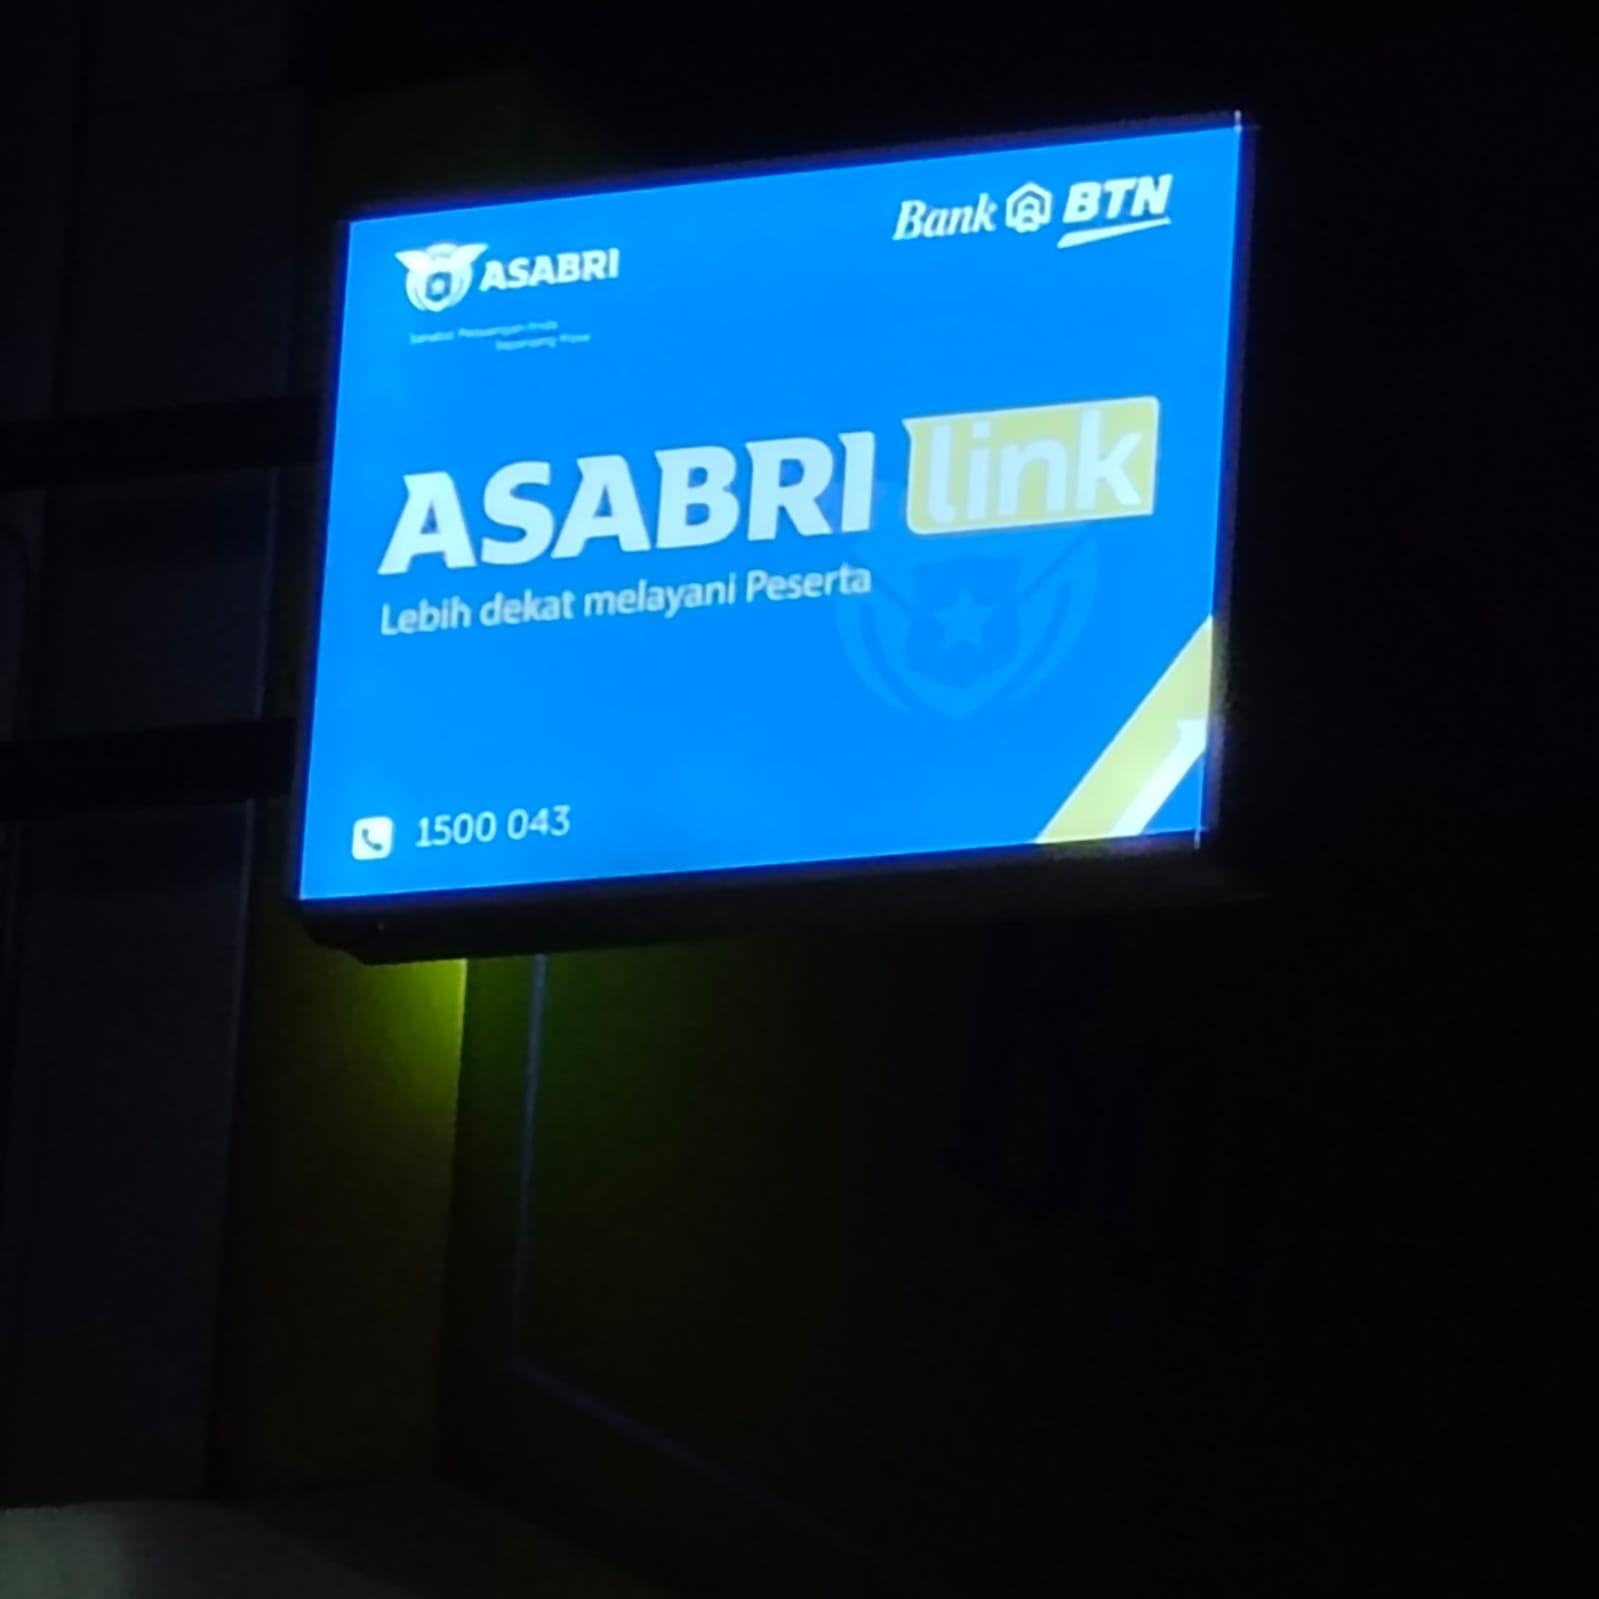 ASABRI
Bank BTN
ASABRI link
Lebih dekat melayani Peserta
1500 043